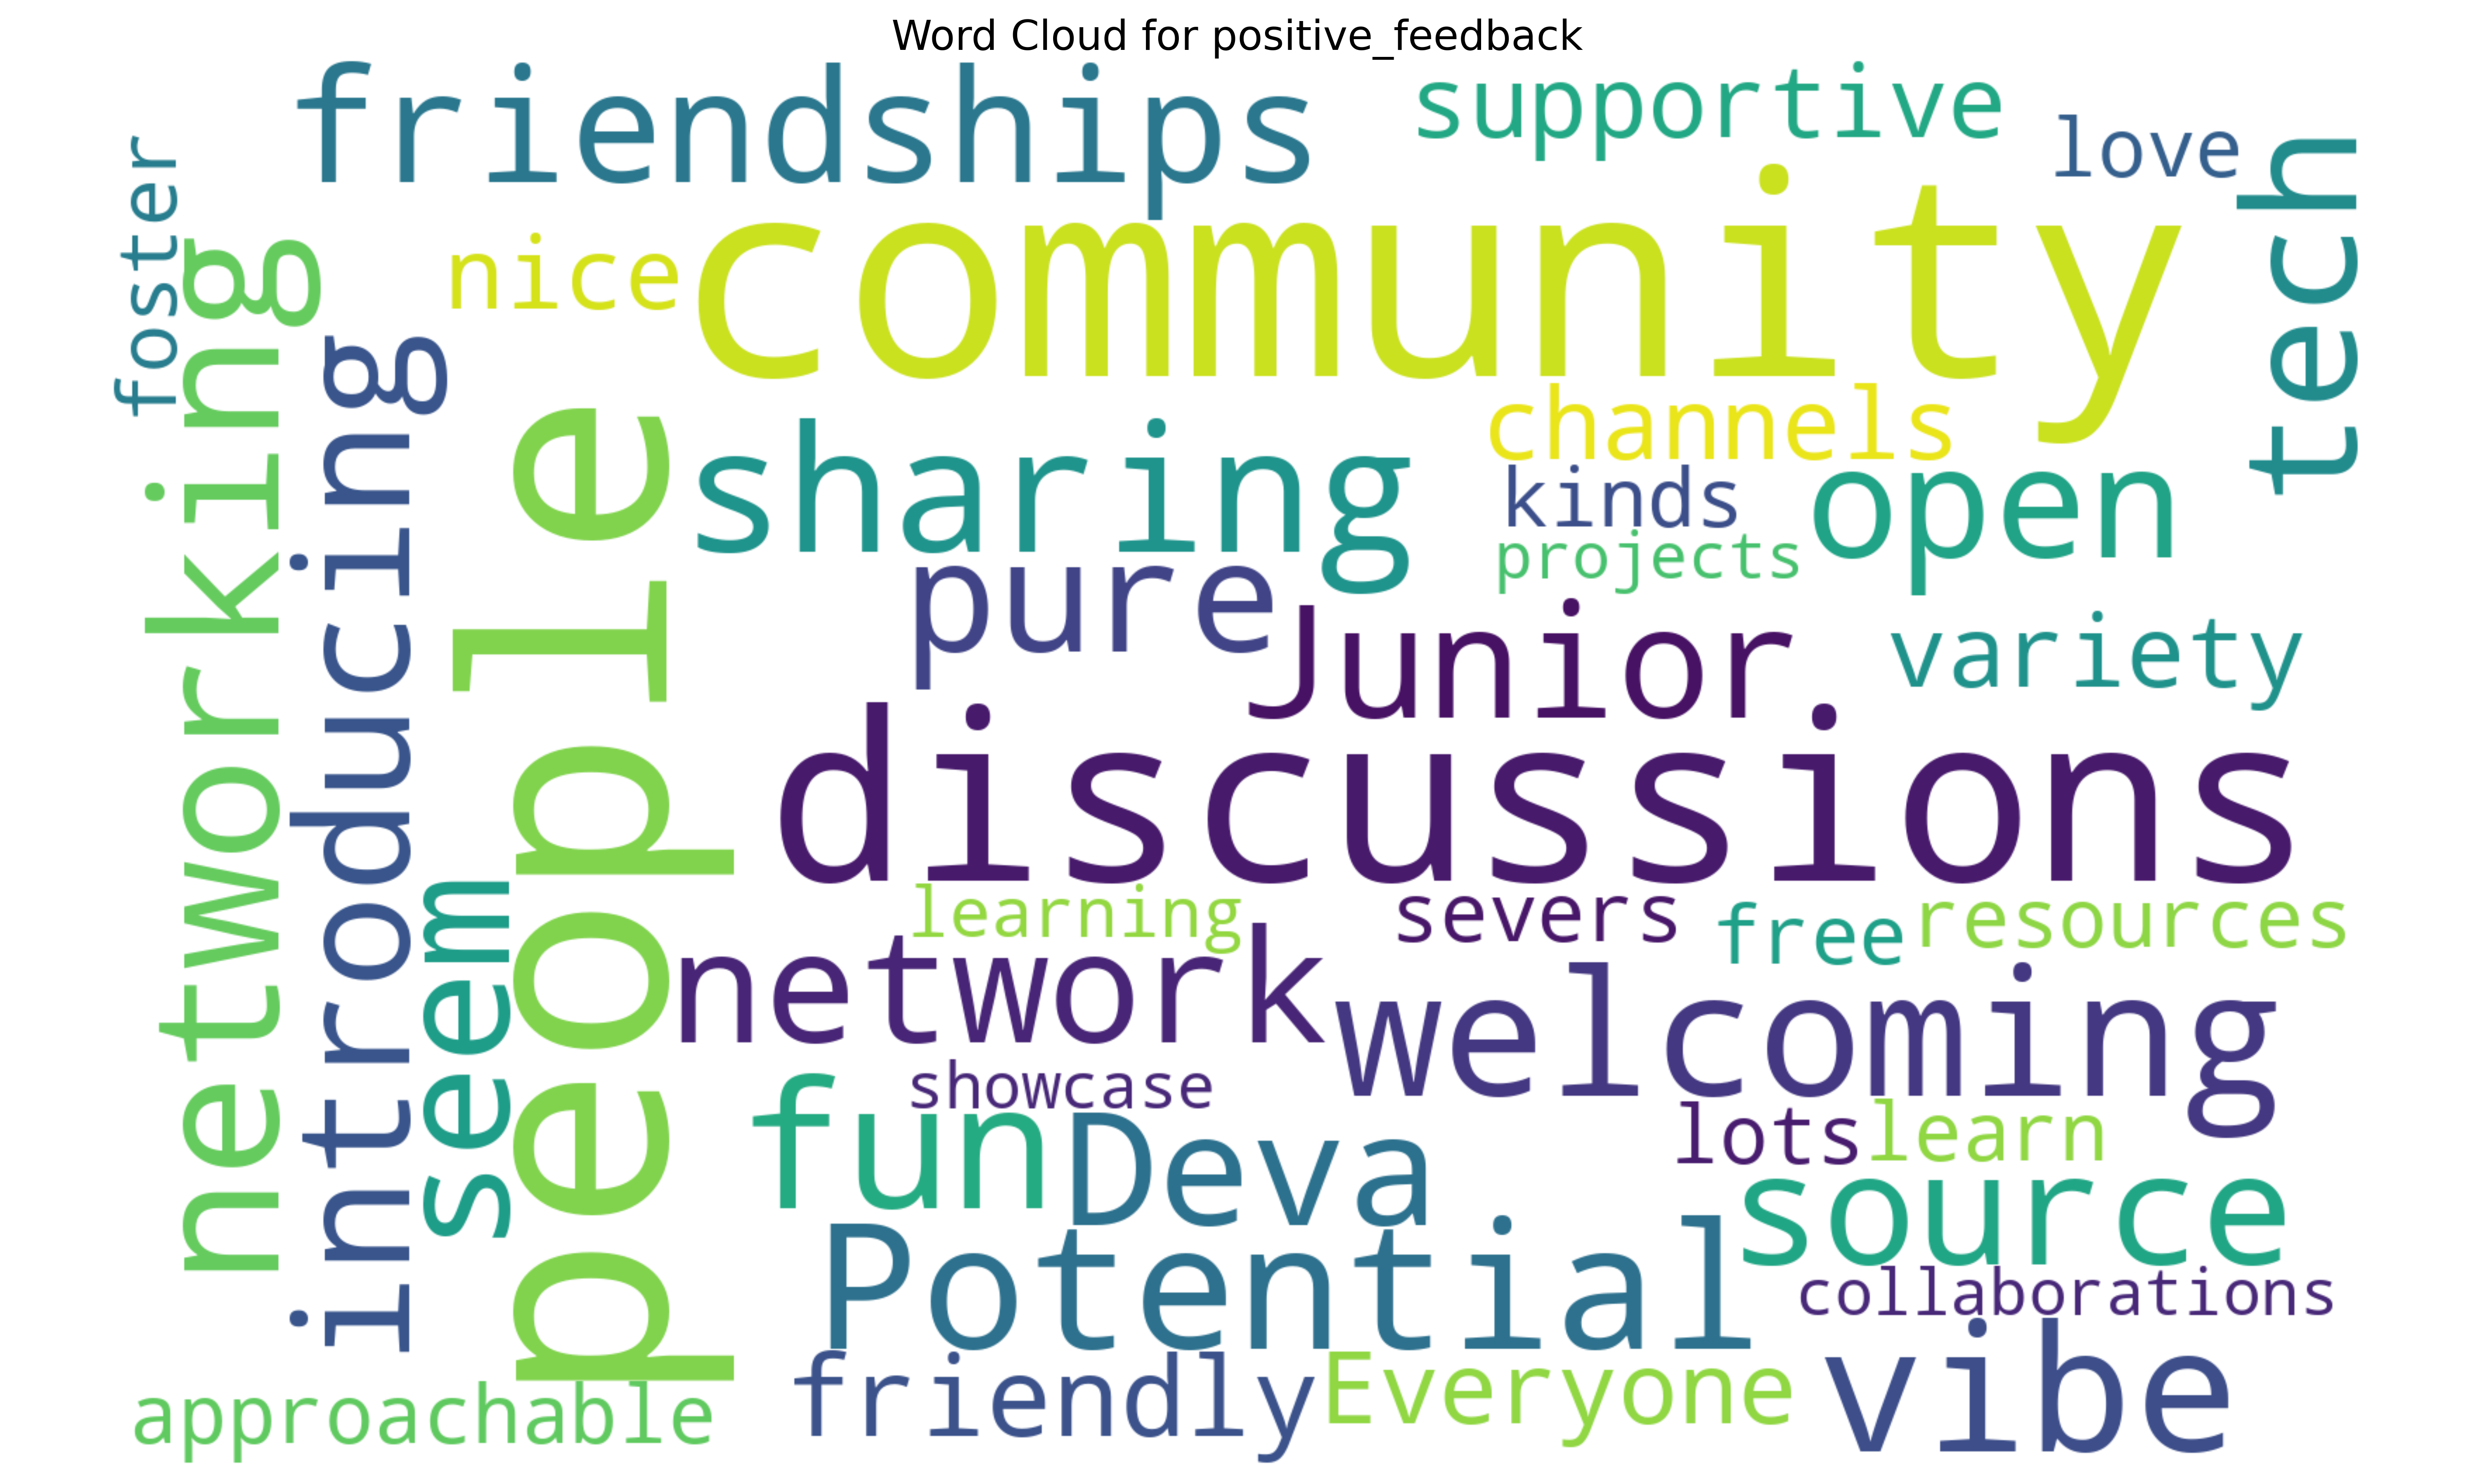 Word Cloud for positive_feedback
friendships
supportive
love
tech
foster
nice
community
networking
introducing
people
sharing
channels
kinds
open
projects
pure
Junior
variety
discussions
learning
severs
free
resources
seem
network
welcoming
showcase
lots
learn
fun
Deva
source
Potential
collaborations
approachable
friendly
Everyone
vibe